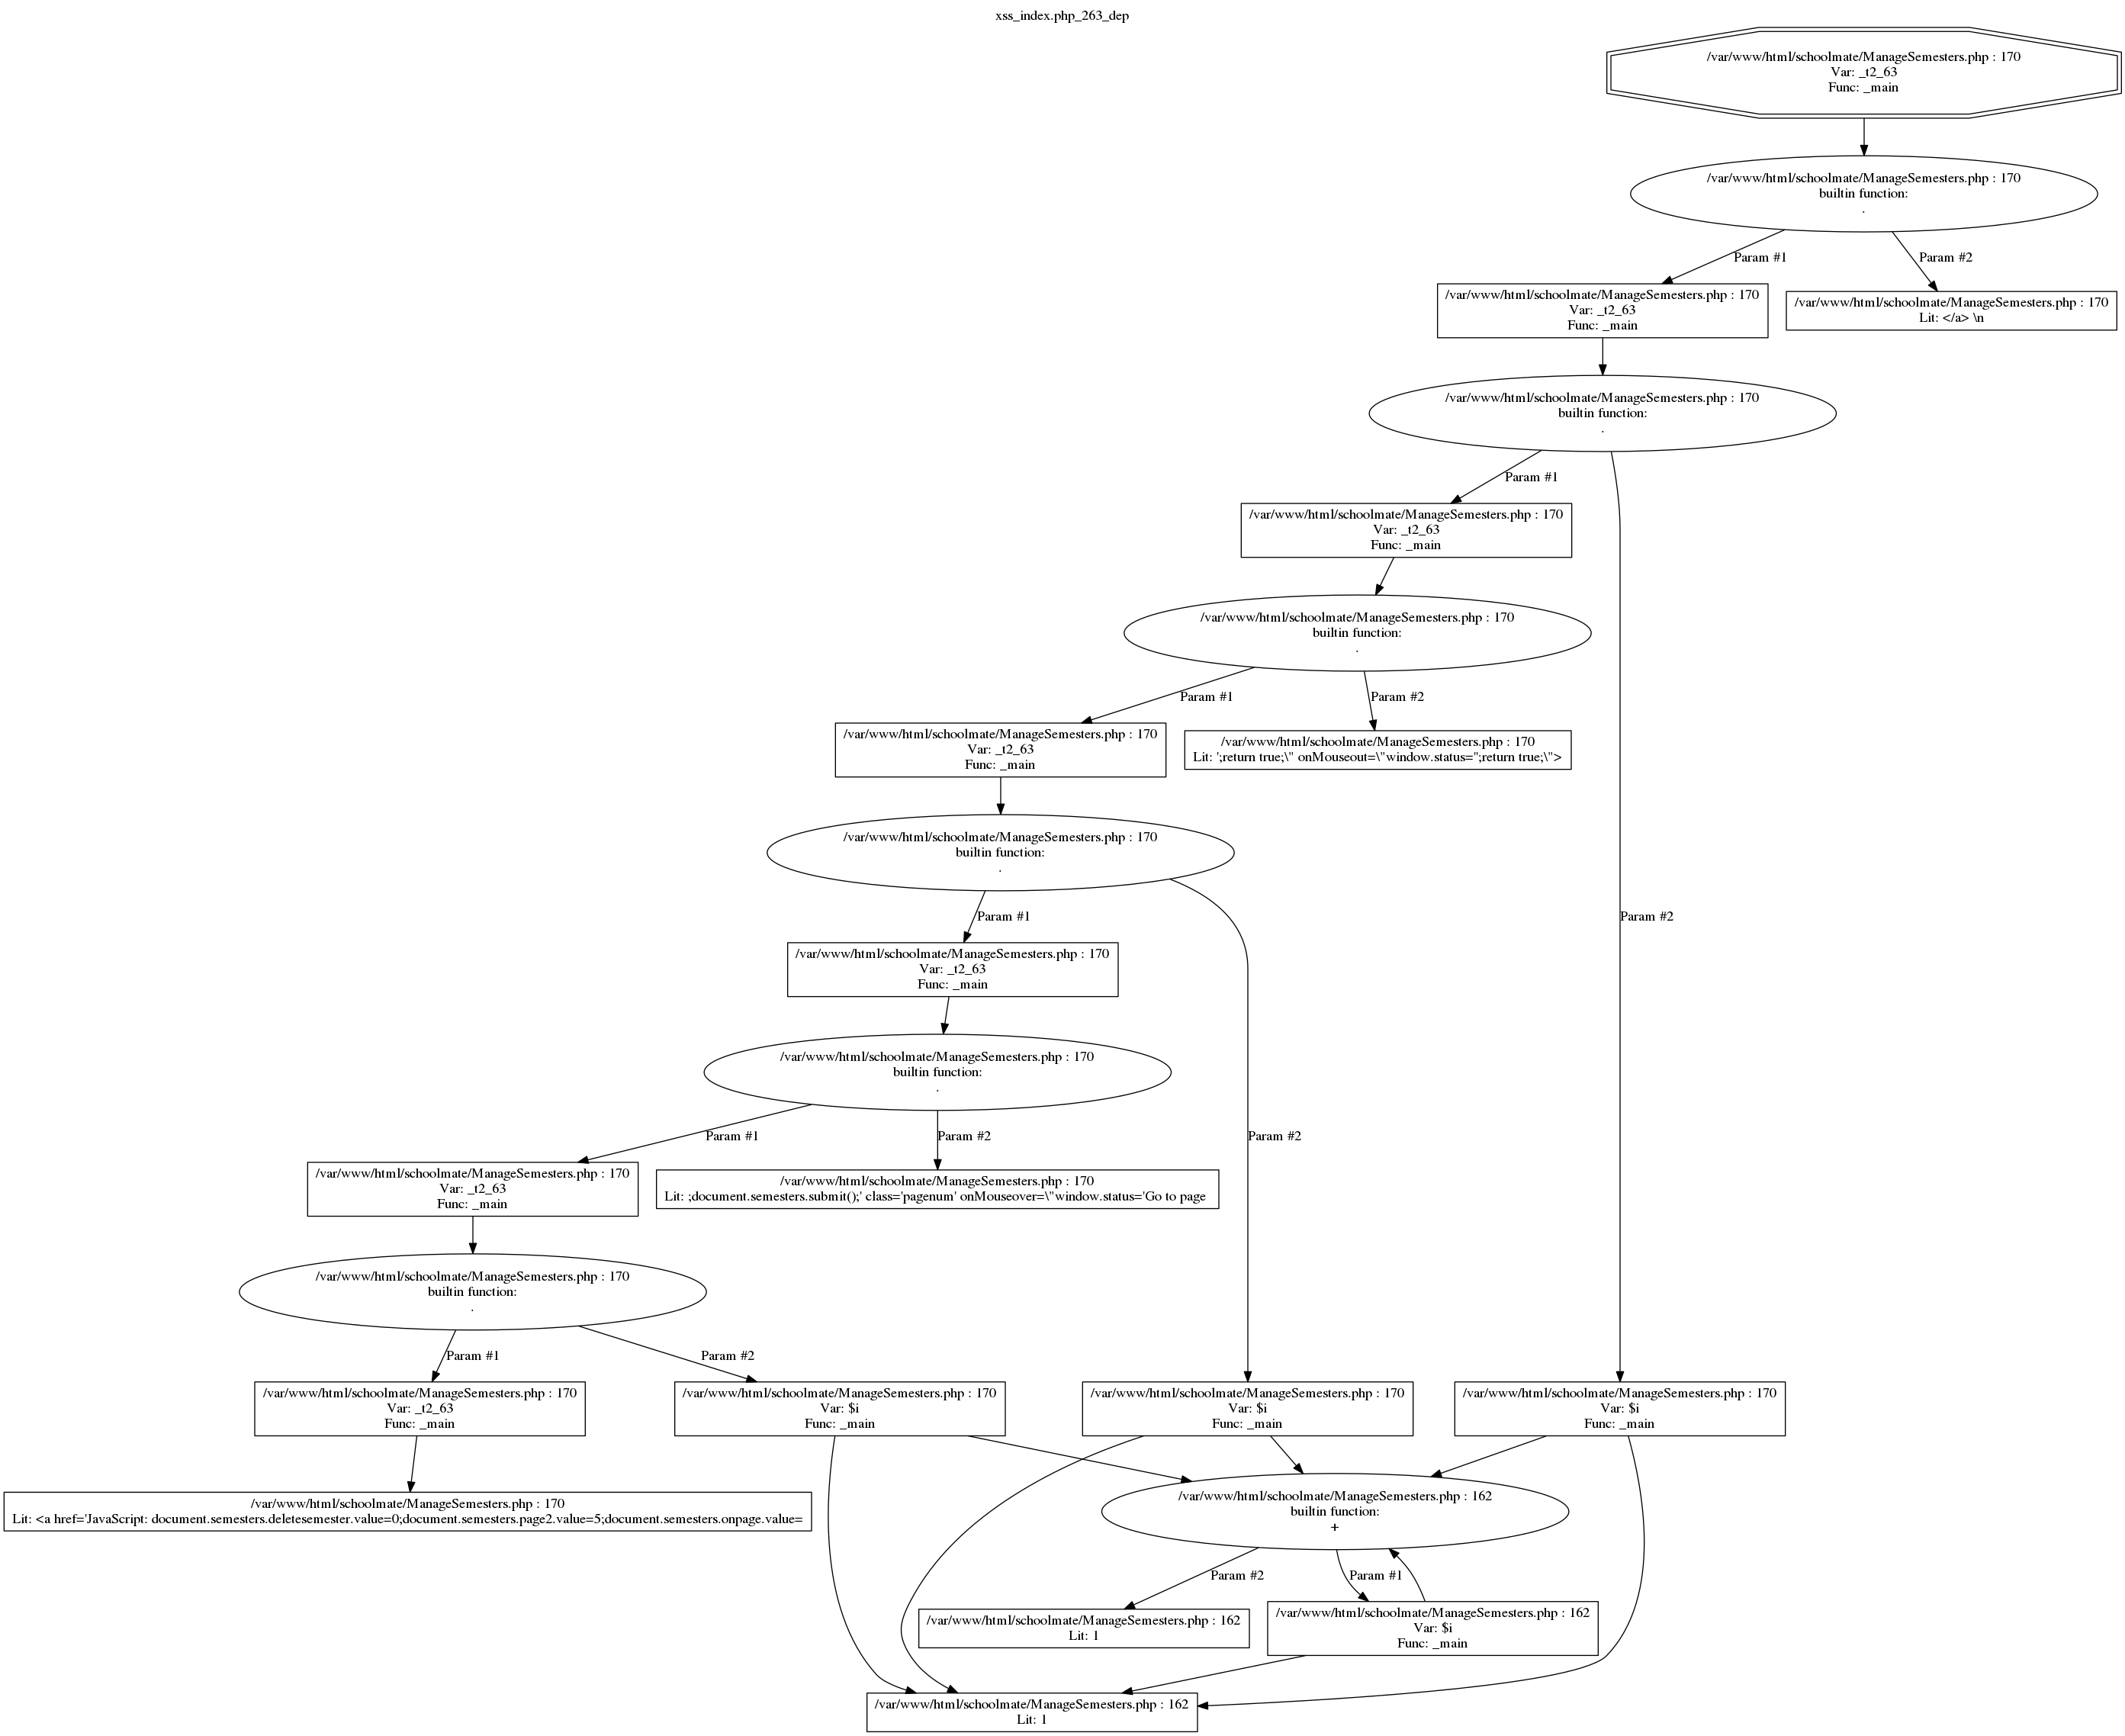 xss_index.php_263_dep
/var/www/html/schoolmate/ManageSemesters.php : 170
Var: _t2_63
Func: _main
/var/www/html/schoolmate/ManageSemesters.php : 170
builtin function:
.
Param #1
Param #2
/var/www/html/schoolmate/ManageSemesters.php : 170
Var: _t2_63
Func: _main
/var/www/html/schoolmate/ManageSemesters.php : 170
Lit: </a> \n
/var/www/html/schoolmate/ManageSemesters.php : 170
builtin function:
.
Param #1
Param #2
/var/www/html/schoolmate/ManageSemesters.php : 170
Var: _t2_63
Func: _main
/var/www/html/schoolmate/ManageSemesters.php : 170
builtin function:
.
Param #1
Param #2
/var/www/html/schoolmate/ManageSemesters.php : 170
Var: _t2_63
Func: _main
/var/www/html/schoolmate/ManageSemesters.php : 170
Lit: ';return true;\" onMouseout=\"window.status='';return true;\">
/var/www/html/schoolmate/ManageSemesters.php : 170
builtin function:
.
Param #1
Param #2
/var/www/html/schoolmate/ManageSemesters.php : 170
Var: _t2_63
Func: _main
/var/www/html/schoolmate/ManageSemesters.php : 170
builtin function:
.
Param #1
Param #2
/var/www/html/schoolmate/ManageSemesters.php : 170
Var: _t2_63
Func: _main
/var/www/html/schoolmate/ManageSemesters.php : 170
Lit: ;document.semesters.submit();' class='pagenum' onMouseover=\"window.status='Go to page
/var/www/html/schoolmate/ManageSemesters.php : 170
builtin function:
.
Param #1
Param #2
/var/www/html/schoolmate/ManageSemesters.php : 170
Var: _t2_63
Func: _main
/var/www/html/schoolmate/ManageSemesters.php : 170
Var: $i
Func: _main
/var/www/html/schoolmate/ManageSemesters.php : 170
Var: $i
Func: _main
/var/www/html/schoolmate/ManageSemesters.php : 170
Var: $i
Func: _main
/var/www/html/schoolmate/ManageSemesters.php : 170
Lit: <a href='JavaScript: document.semesters.deletesemester.value=0;document.semesters.page2.value=5;document.semesters.onpage.value=
/var/www/html/schoolmate/ManageSemesters.php : 162
builtin function:
+
Param #2
Param #1
/var/www/html/schoolmate/ManageSemesters.php : 162
Lit: 1
/var/www/html/schoolmate/ManageSemesters.php : 162
Var: $i
Func: _main
/var/www/html/schoolmate/ManageSemesters.php : 162
Lit: 1